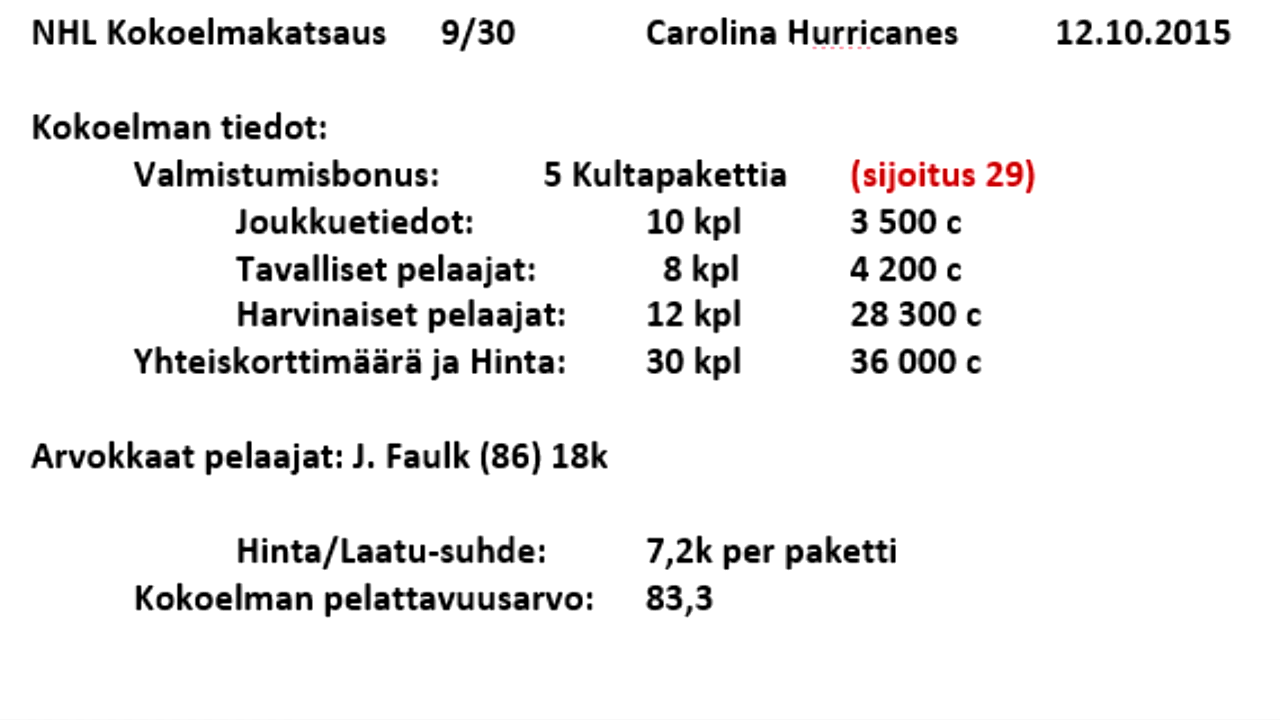 NHL Kokoelmakatsaus 9/30 Carolina Hurricanes 12.10.2015
Kokoelman tiedot:
Valmistumisbonus: 5 Kultapakettia (sijoitus 29)
Joukkuetiedot: 10 kpl 3 500 c
Tavalliset pelaajat: 8 kpl 4 200 c
Harvinaiset pelaajat: 12 kpl 28 300 c
Yhteiskorttimäärä ja Hinta: 30 kpl 36 000 c
Arvokkaat pelaajat: J. Faulk (86) 18k
Hinta/Laatu-suhde: 7,2k per paketti
Kokoelman pelattavuusarvo: 83,3